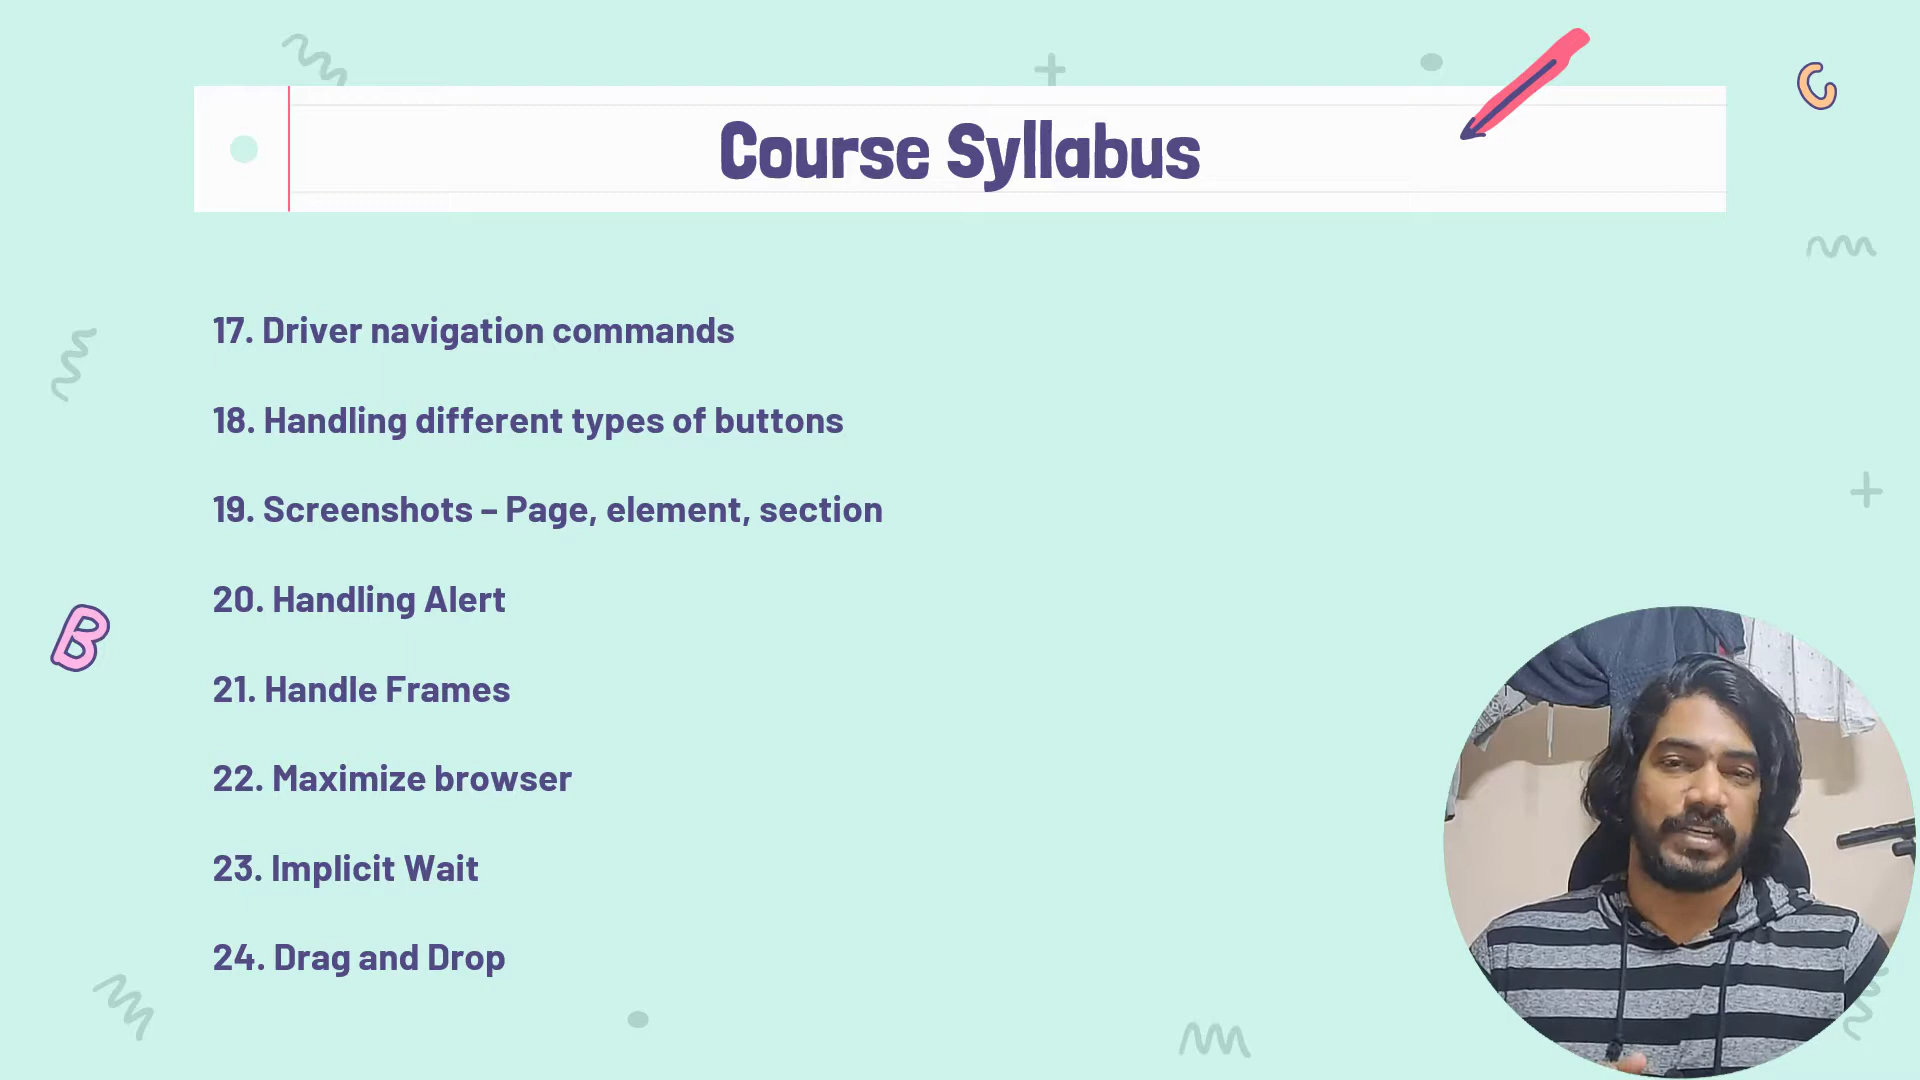 Course Syllabus
C
17. Driver navigation commands
18. Handling different types of buttons
19. Screenshots – Page, element, section
20. Handling Alert
B
21. Handle Frames
22. Maximize browser
23. Implicit Wait
24. Drag and Drop